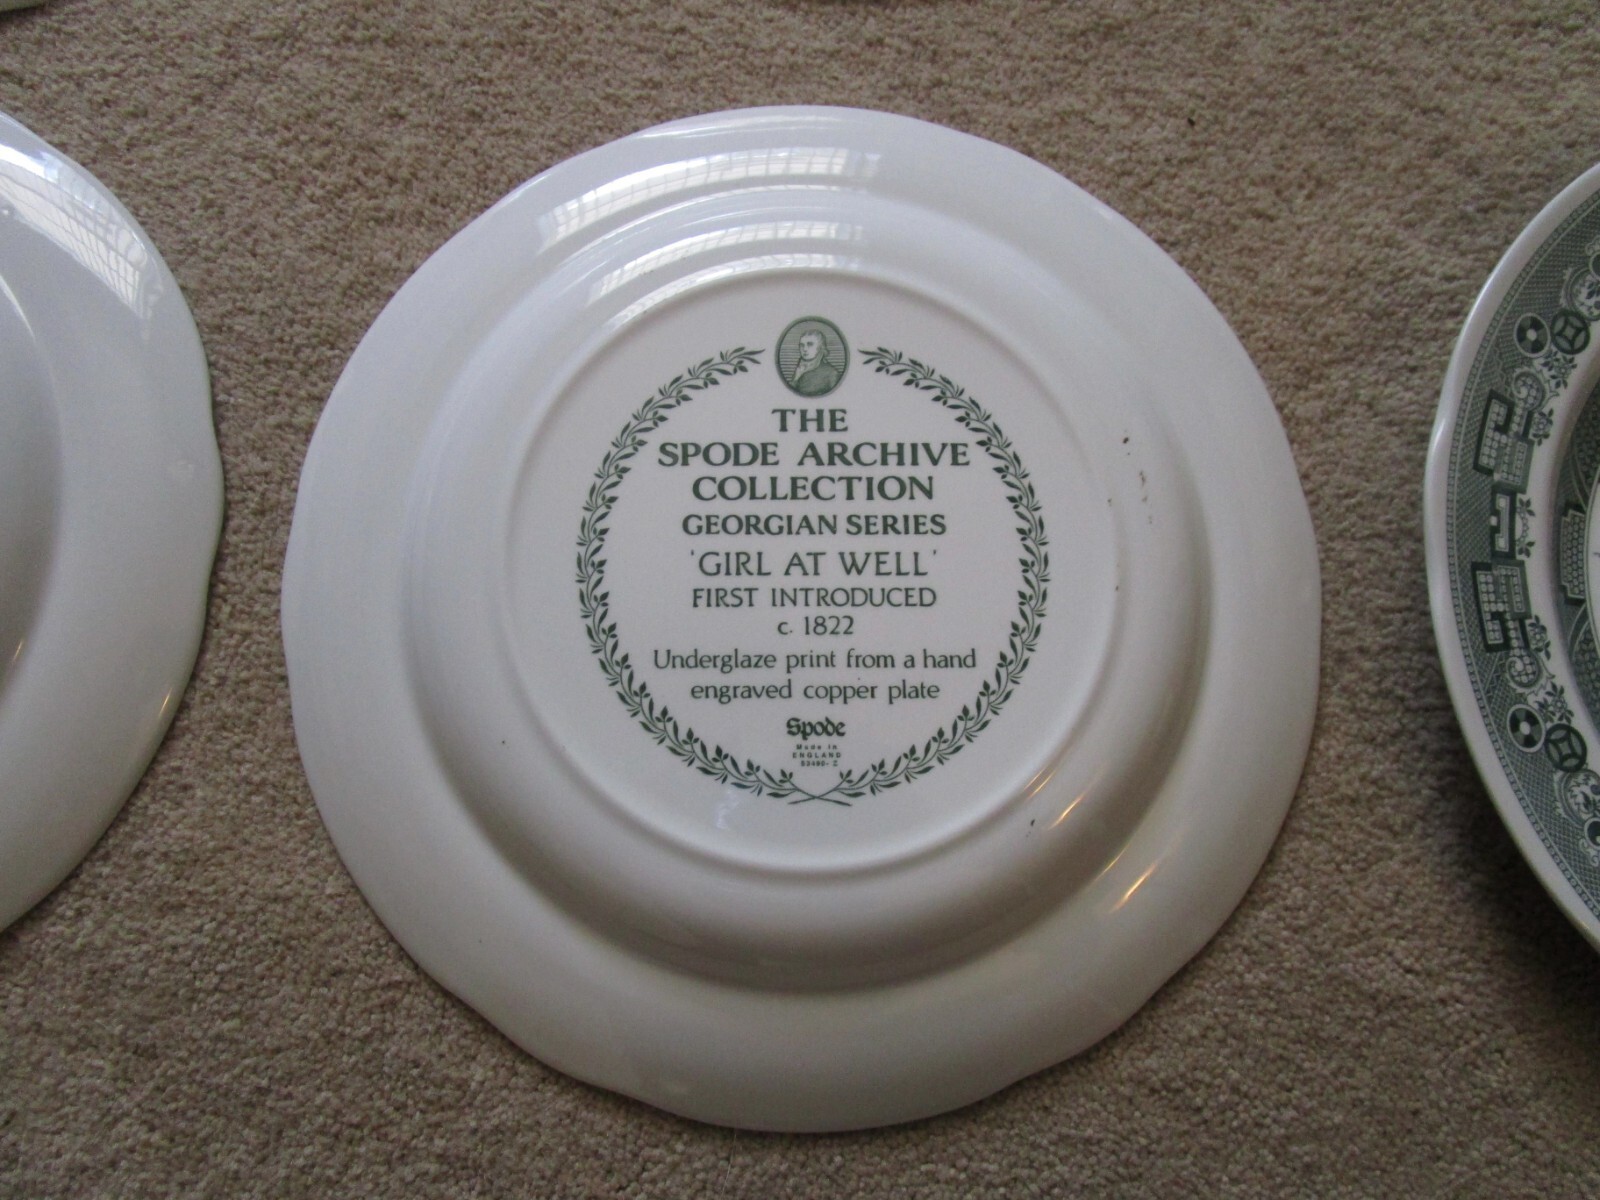 THE
SPODE ARCHIVE
COLLECTION
GEORGIAN SERIES
'GIRL AT WELL'
FIRST INTRODUCED
c. 1822
Underglaze print from a hand
engraved copper plate
Spode
Made in
ENGLAND